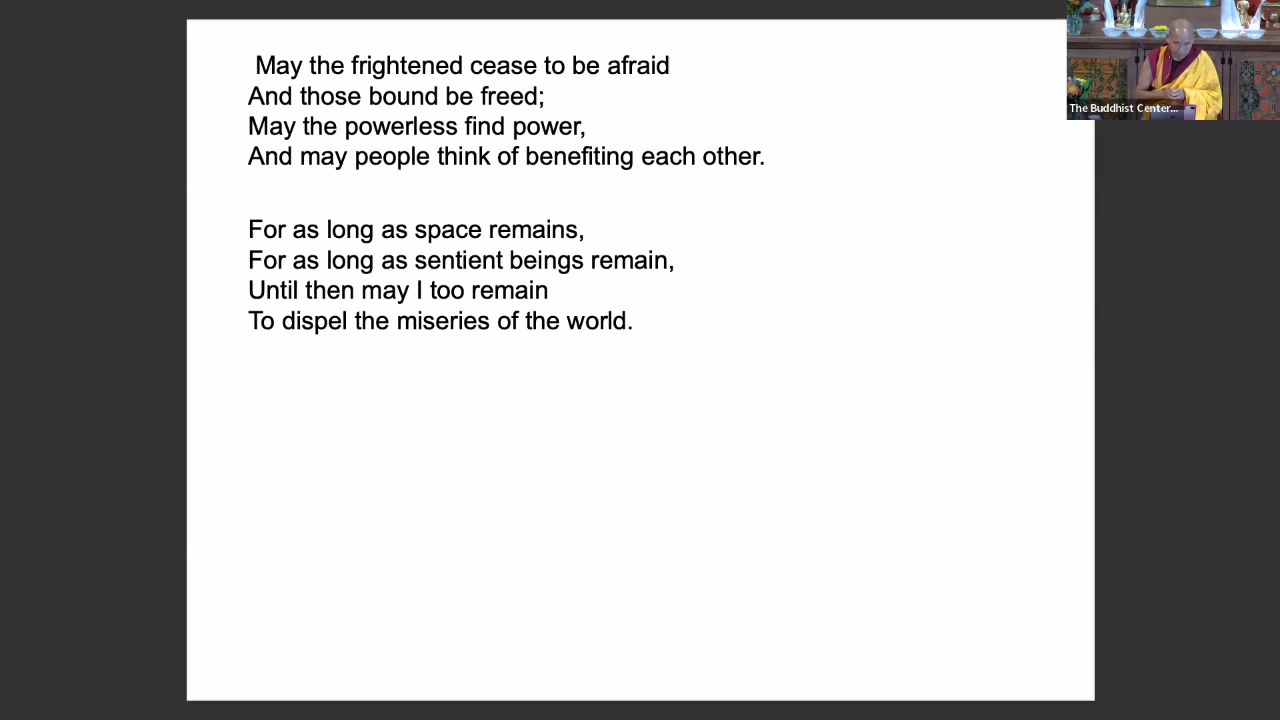 May the frightened cease to be afraid
And those bound be freed;
May the powerless find power,
And may people think of benefiting each other.
For as long as space remains,
For as long as sentient beings remain,
Until then may I too remain
To dispel the miseries of the world.
The Buddhist Center...